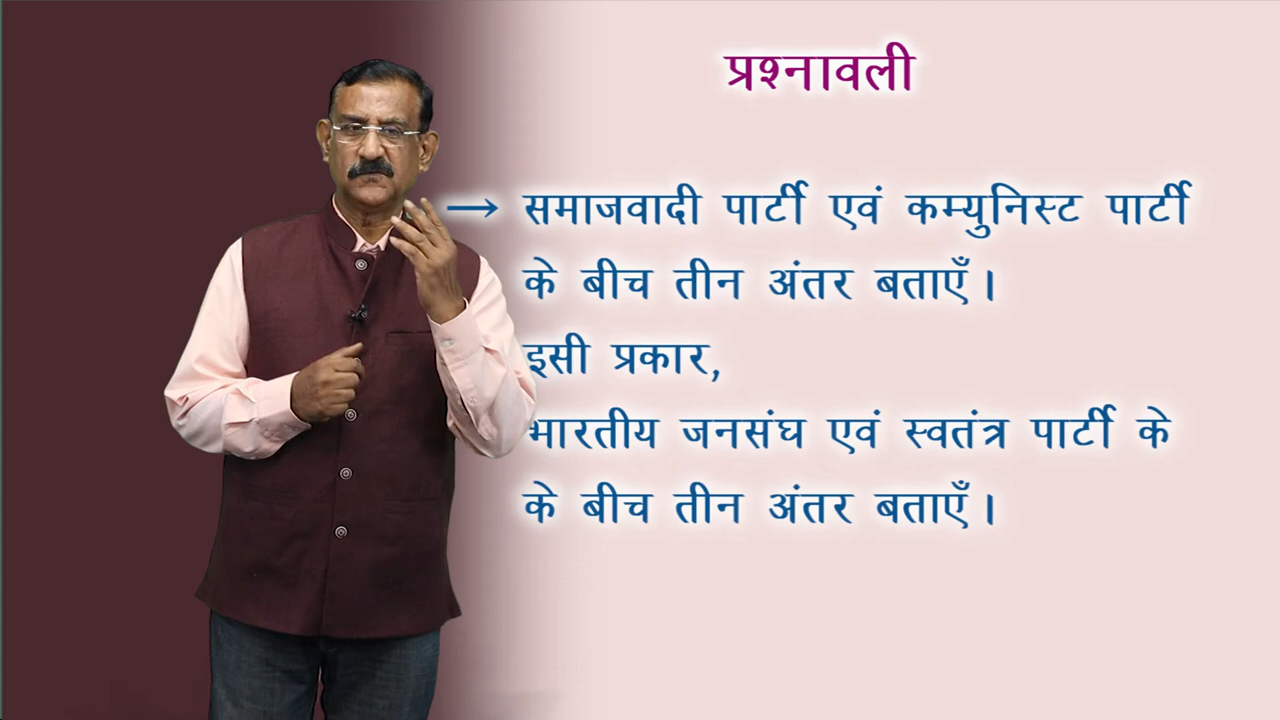 प्रश्नावली
→ समाजवादी पार्टी एवं कम्युनिस्ट पार्टी
के बीच तीन अंतर बताएँ।
इसी प्रकार,
भारतीय जनसंघ एवं स्वतंत्र पार्टी के
के बीच तीन अंतर बताएँ।